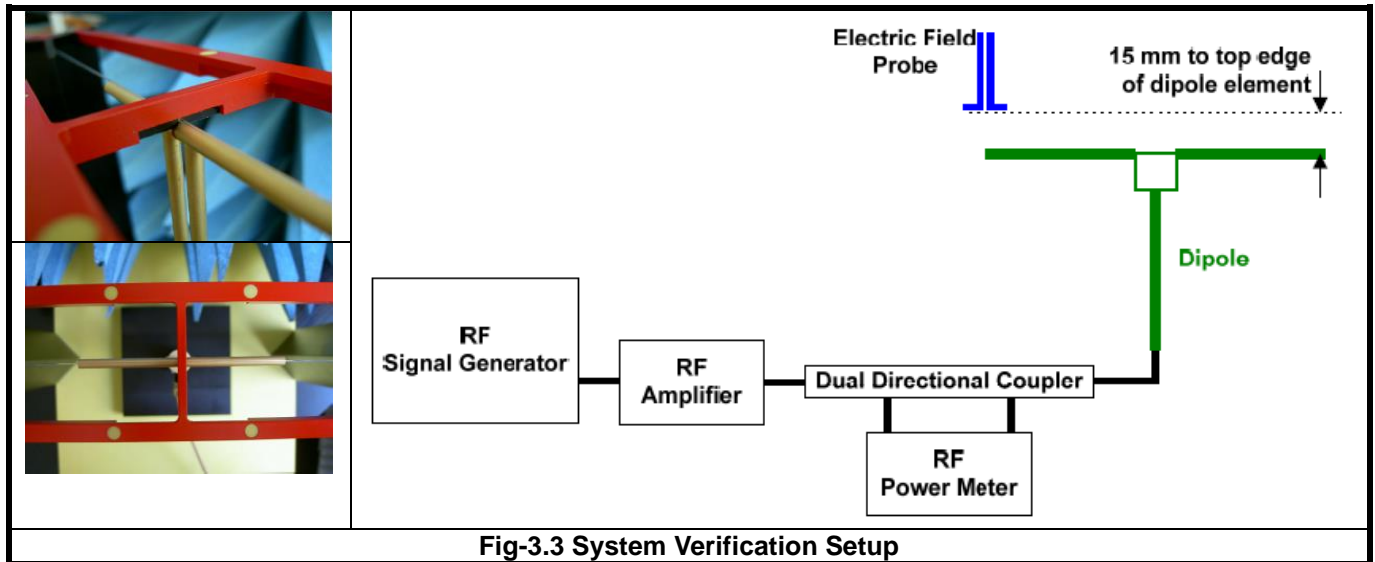 Electric Field
Probe
15 mm to top edge
of dipole element
Dipole
RF
Signal Generator
RF
Amplifier
Dual Directional Coupler
RF
Power Meter
Fig-3.3 System Verification Setup